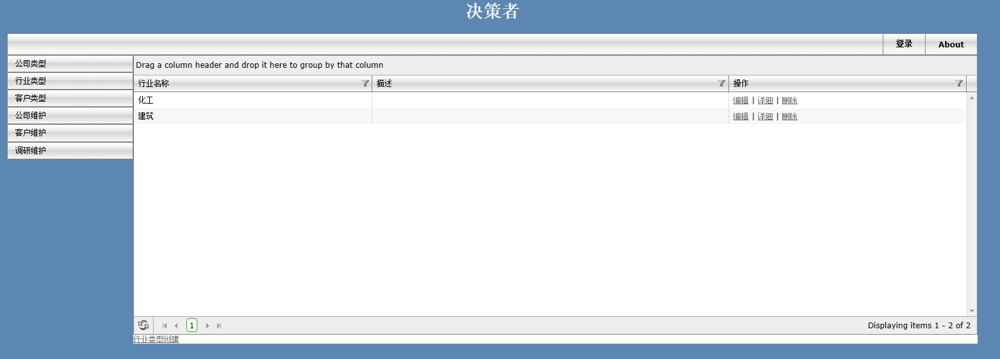 决策者
登录 About
公司类型
行业类型
客户类型
公司维护
客户维护
调研维护
Drag a column header and drop it here to group by that column
行业名称 描述 操作
化工 编辑 | 详细 | 删除
建筑 编辑 | 详细 | 删除
1 Displaying items 1 - 2 of 2
行业类型创建